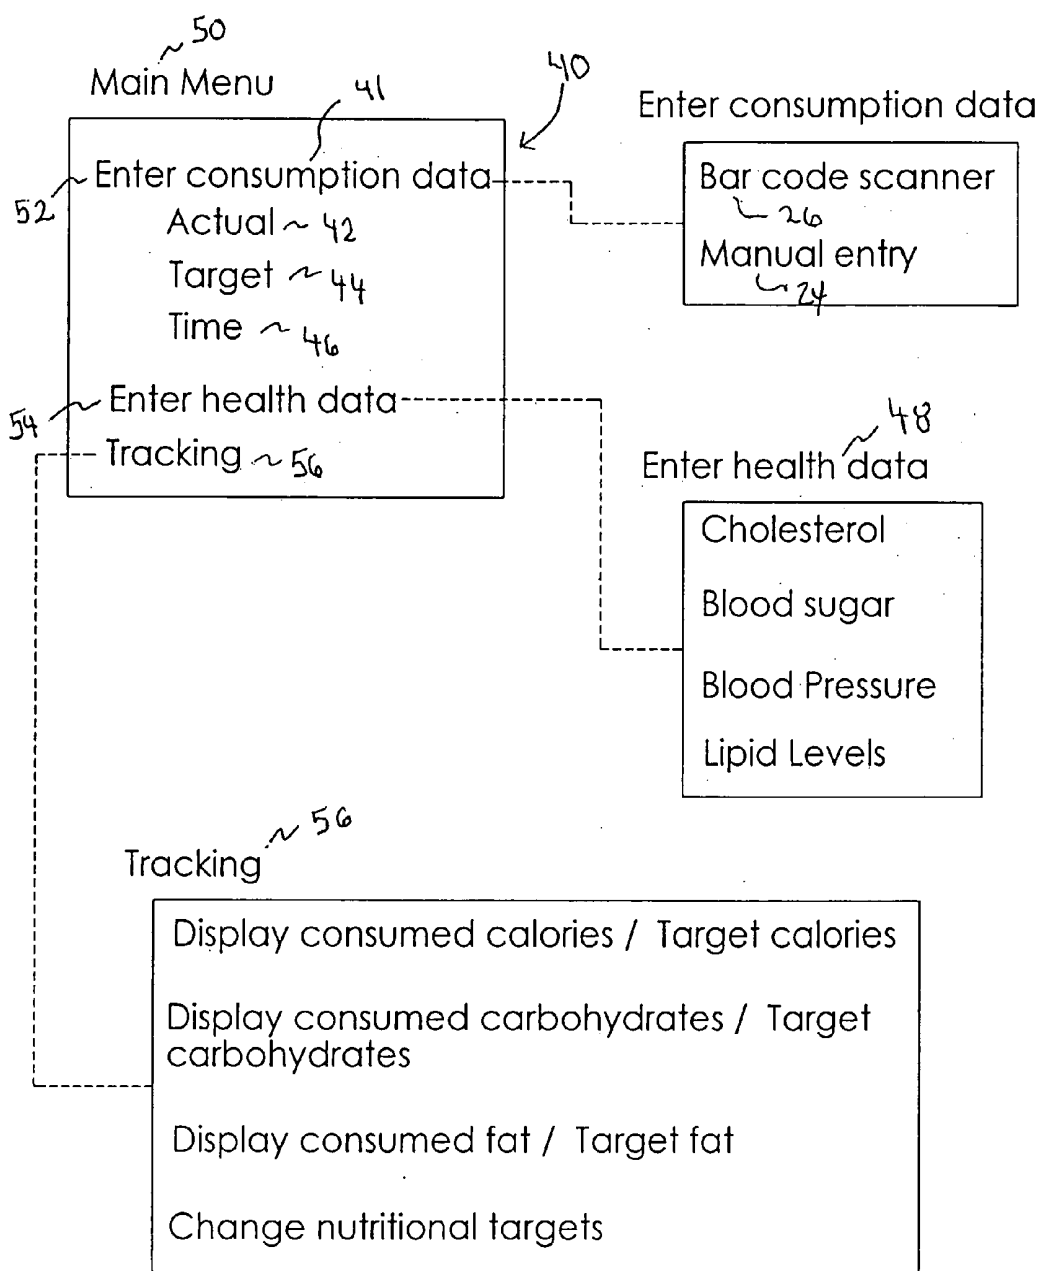 50
Main Menu
41
40
52 Enter consumption data
Actual 42
Target 44
Time 46
54 Enter health data
Tracking 56
Enter consumption data
Bar code scanner
26
Manual entry
24
48
Enter health data
Cholesterol
Blood sugar
Blood Pressure
Lipid Levels
56
Tracking
Display consumed calories / Target calories
Display consumed carbohydrates / Target
carbohydrates
Display consumed fat / Target fat
Change nutritional targets